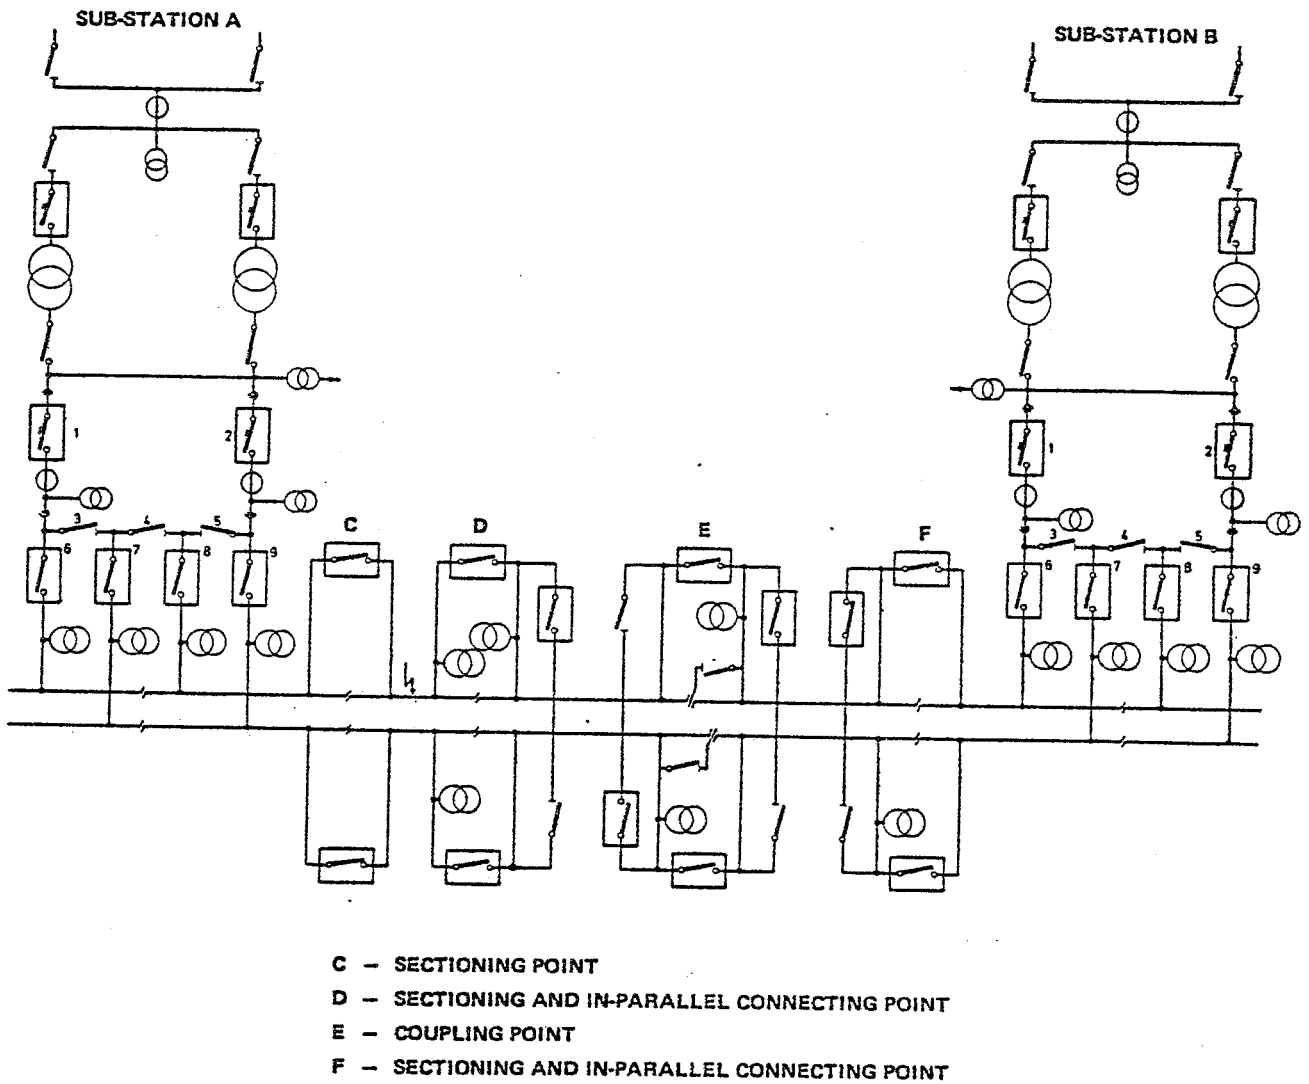 SUB-STATION A
SUB-STATION B
1
2
1
2
3
4
5
3
4
5
6
7
8
9
6
7
8
9
C
D
E
F
C – SECTIONING POINT
D – SECTIONING AND IN-PARALLEL CONNECTING POINT
E – COUPLING POINT
F – SECTIONING AND IN-PARALLEL CONNECTING POINT